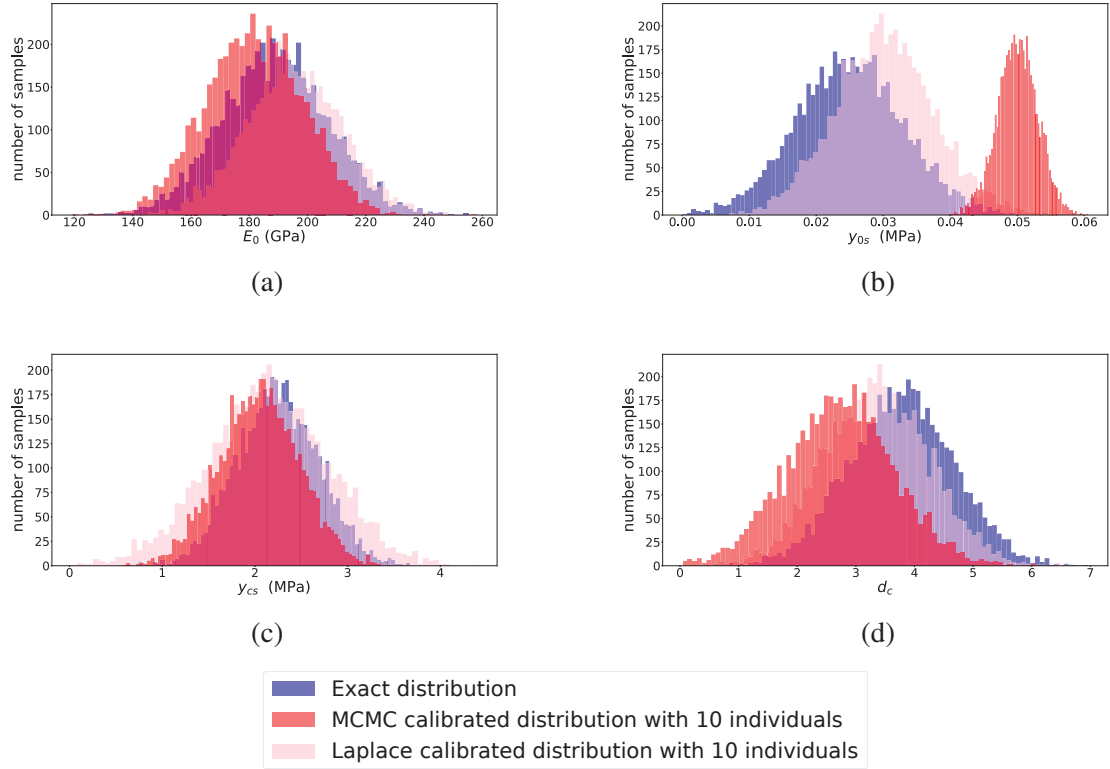 number of samples
200
150
100
50
0
120 140 160 180 200 220 240 260
E₀ (GPa)
(a)
number of samples
200
175
150
125
100
75
50
25
0
0.00 0.01 0.02 0.03 0.04 0.05 0.06
y₀ₛ (MPa)
(b)
number of samples
200
175
150
125
100
75
50
25
0
0 1 2 3 4
y_cs (MPa)
(c)
number of samples
200
175
150
125
100
75
50
25
0
0 1 2 3 4 5 6 7
d_c
(d)
Exact distribution
MCMC calibrated distribution with 10 individuals
Laplace calibrated distribution with 10 individuals